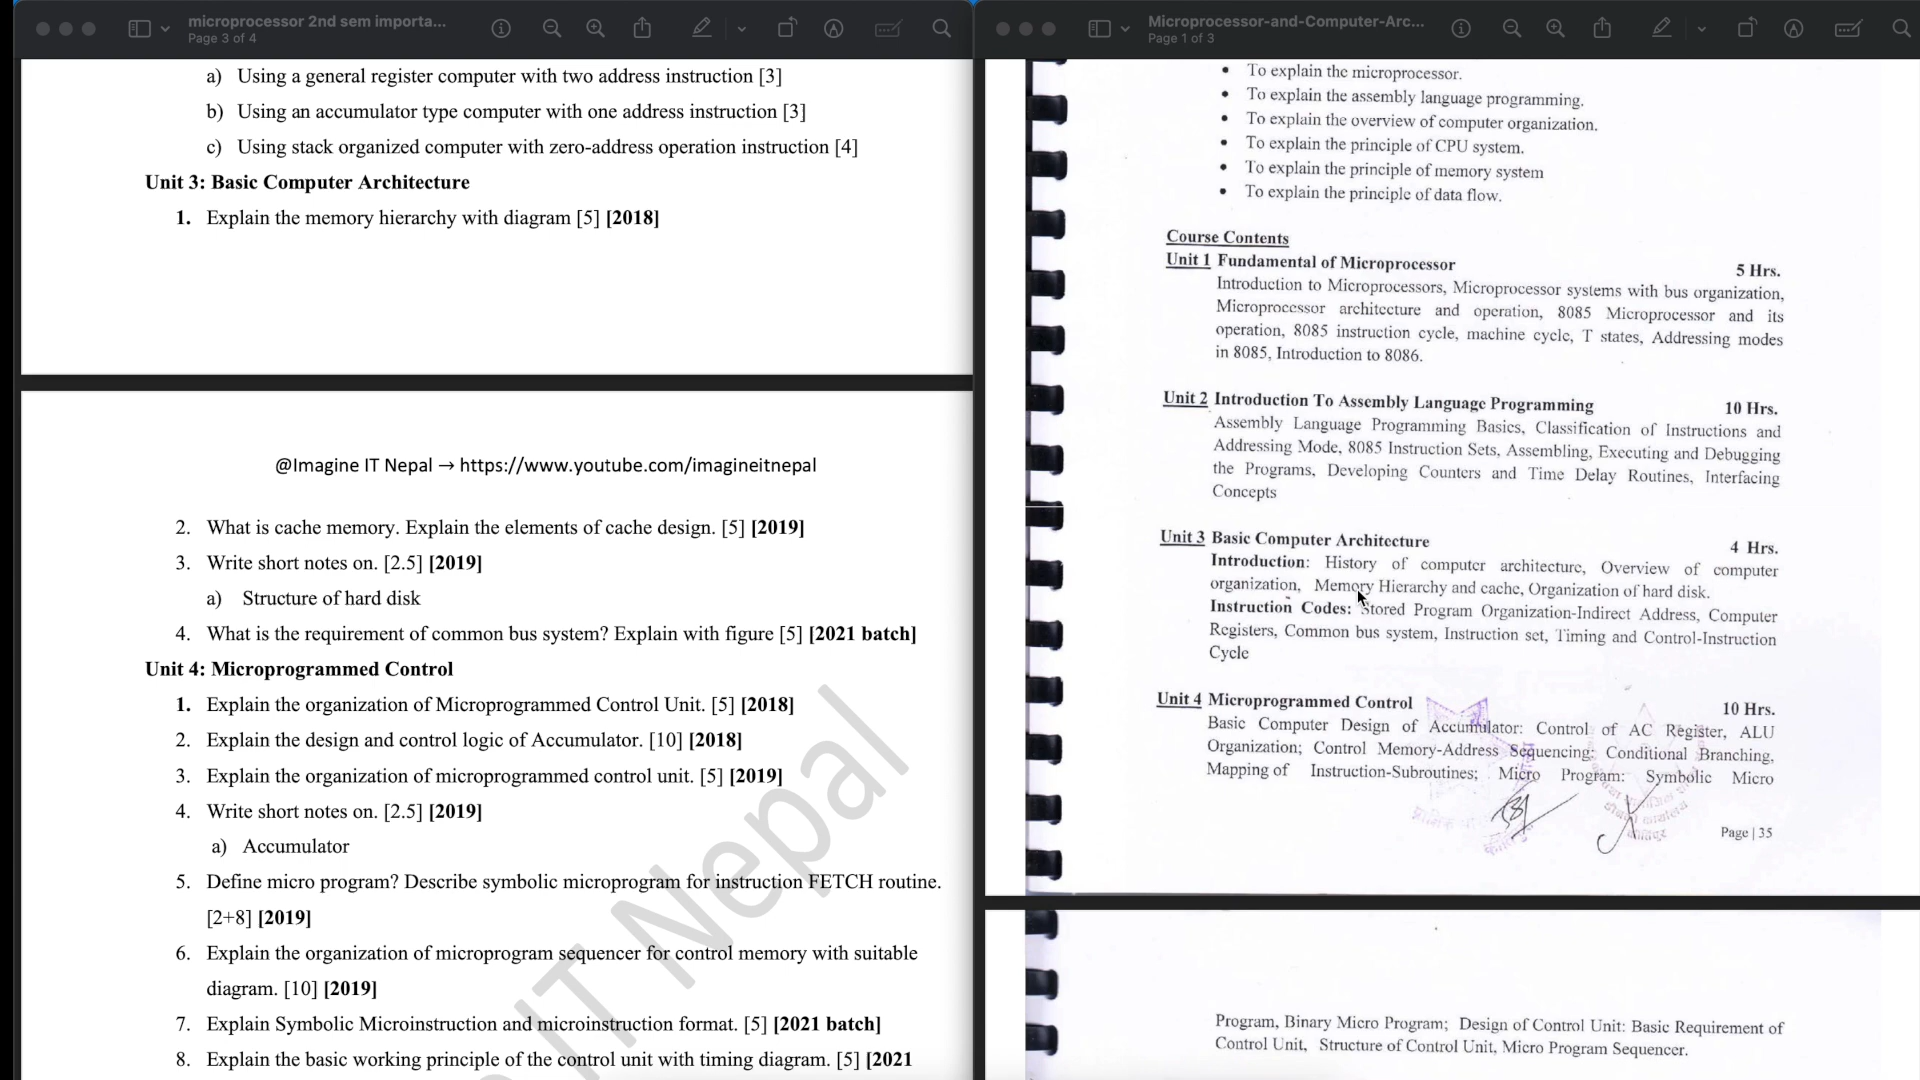 microprocessor 2nd sem importa...
Page 3 of 4
a) Using a general register computer with two address instruction [3]
b) Using an accumulator type computer with one address instruction [3]
c) Using stack organized computer with zero-address operation instruction [4]
Unit 3: Basic Computer Architecture
1. Explain the memory hierarchy with diagram [5] [2018]
@Imagine IT Nepal → https://www.youtube.com/imagineitnepal
2. What is cache memory. Explain the elements of cache design. [5] [2019]
3. Write short notes on. [2.5] [2019]
a) Structure of hard disk
4. What is the requirement of common bus system? Explain with figure [5] [2021 batch]
Unit 4: Microprogrammed Control
1. Explain the organization of Microprogrammed Control Unit. [5] [2018]
2. Explain the design and control logic of Accumulator. [10] [2018]
3. Explain the organization of microprogrammed control unit. [5] [2019]
4. Write short notes on. [2.5] [2019]
a) Accumulator
5. Define micro program? Describe symbolic microprogram for instruction FETCH routine.
[2+8] [2019]
6. Explain the organization of microprogram sequencer for control memory with suitable
diagram. [10] [2019]
7. Explain Symbolic Microinstruction and microinstruction format. [5] [2021 batch]
8. Explain the basic working principle of the control unit with timing diagram. [5] [2021
IT Nepal
Microprocessor-and-Computer-Arc...
Page 1 of 3
• To explain the microprocessor.
• To explain the assembly language programming.
• To explain the overview of computer organization.
• To explain the principle of CPU system.
• To explain the principle of memory system
• To explain the principle of data flow.
Course Contents
Unit 1 Fundamental of Microprocessor 5 Hrs.
Introduction to Microprocessors, Microprocessor systems with bus organization,
Microprocessor architecture and operation, 8085 Microprocessor and its
operation, 8085 instruction cycle, machine cycle, T states, Addressing modes
in 8085, Introduction to 8086.
Unit 2 Introduction To Assembly Language Programming 10 Hrs.
Assembly Language Programming Basics, Classification of Instructions and
Addressing Mode, 8085 Instruction Sets, Assembling, Executing and Debugging
the Programs, Developing Counters and Time Delay Routines, Interfacing
Concepts
Unit 3 Basic Computer Architecture 4 Hrs.
Introduction: History of computer architecture, Overview of computer
organization, Memory Hierarchy and cache, Organization of hard disk.
Instruction Codes: Stored Program Organization-Indirect Address, Computer
Registers, Common bus system, Instruction set, Timing and Control-Instruction
Cycle
Unit 4 Microprogrammed Control 10 Hrs.
Basic Computer Design of Accumulator: Control of AC Register, ALU
Organization; Control Memory-Address Sequencing; Conditional Branching,
Mapping of Instruction-Subroutines; Micro Program: Symbolic Micro
Page | 35
Program, Binary Micro Program; Design of Control Unit: Basic Requirement of
Control Unit, Structure of Control Unit, Micro Program Sequencer.